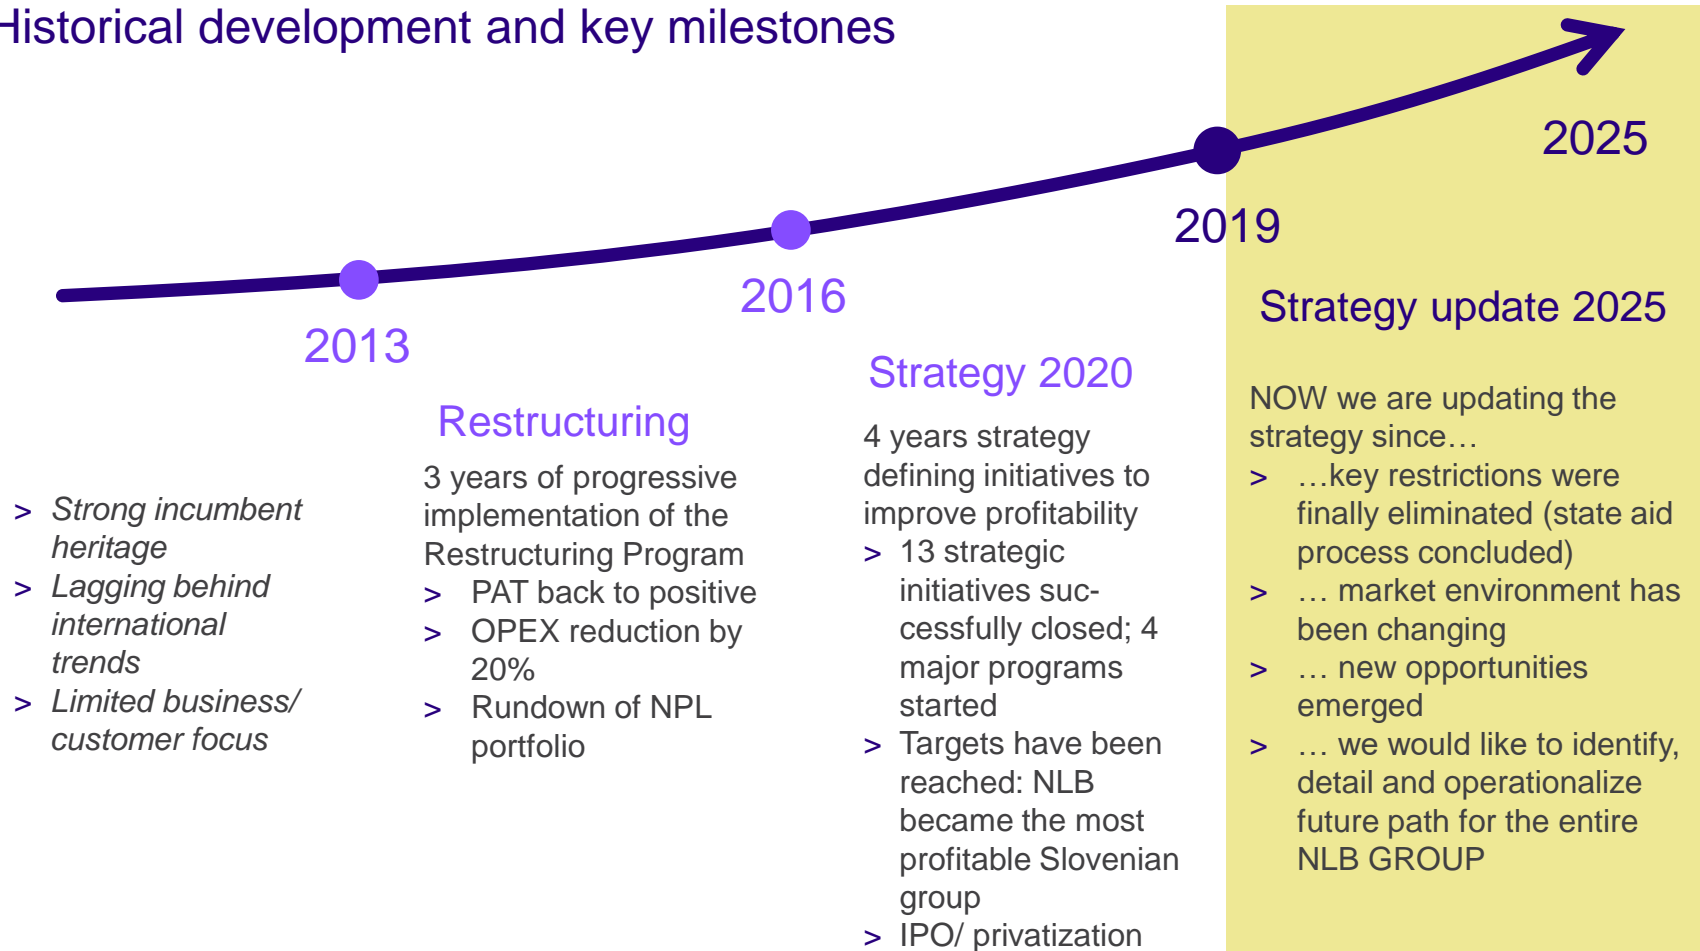 Historical development and key milestones
2013
2016
2019
2025
> Strong incumbent
heritage
> Lagging behind
international
trends
> Limited business/
customer focus
Restructuring
3 years of progressive
implementation of the
Restructuring Program
> PAT back to positive
> OPEX reduction by
20%
> Rundown of NPL
portfolio
Strategy 2020
4 years strategy
defining initiatives to
improve profitability
> 13 strategic
initiatives suc-
cessfully closed; 4
major programs
started
> Targets have been
reached: NLB
became the most
profitable Slovenian
group
> IPO/ privatization
Strategy update 2025
NOW we are updating the
strategy since…
> …key restrictions were
finally eliminated (state aid
process concluded)
> … market environment has
been changing
> … new opportunities
emerged
> … we would like to identify,
detail and operationalize
future path for the entire
NLB GROUP